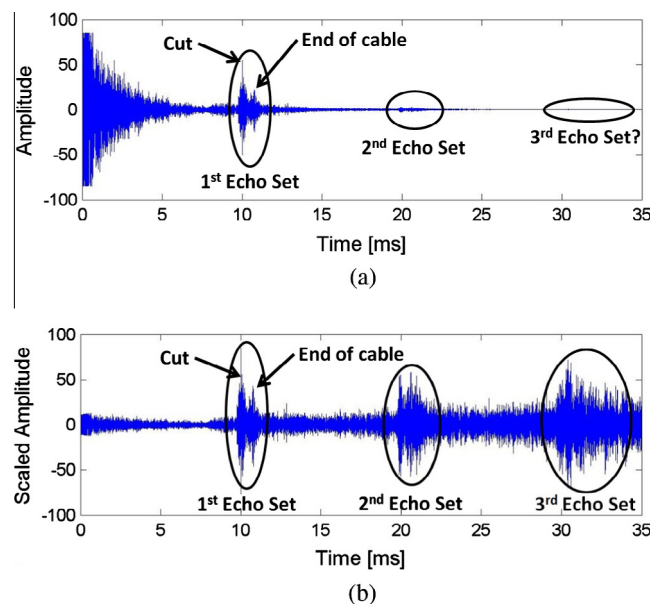 100
50
0
-50
-100
Amplitude
Cut
End of cable
1st Echo Set
2nd Echo Set
3rd Echo Set?
0 5 10 15 20 25 30 35
Time [ms]
(a)
100
50
0
-50
-100
Scaled Amplitude
Cut
End of cable
1st Echo Set
2nd Echo Set
3rd Echo Set
0 5 10 15 20 25 30 35
Time [ms]
(b)